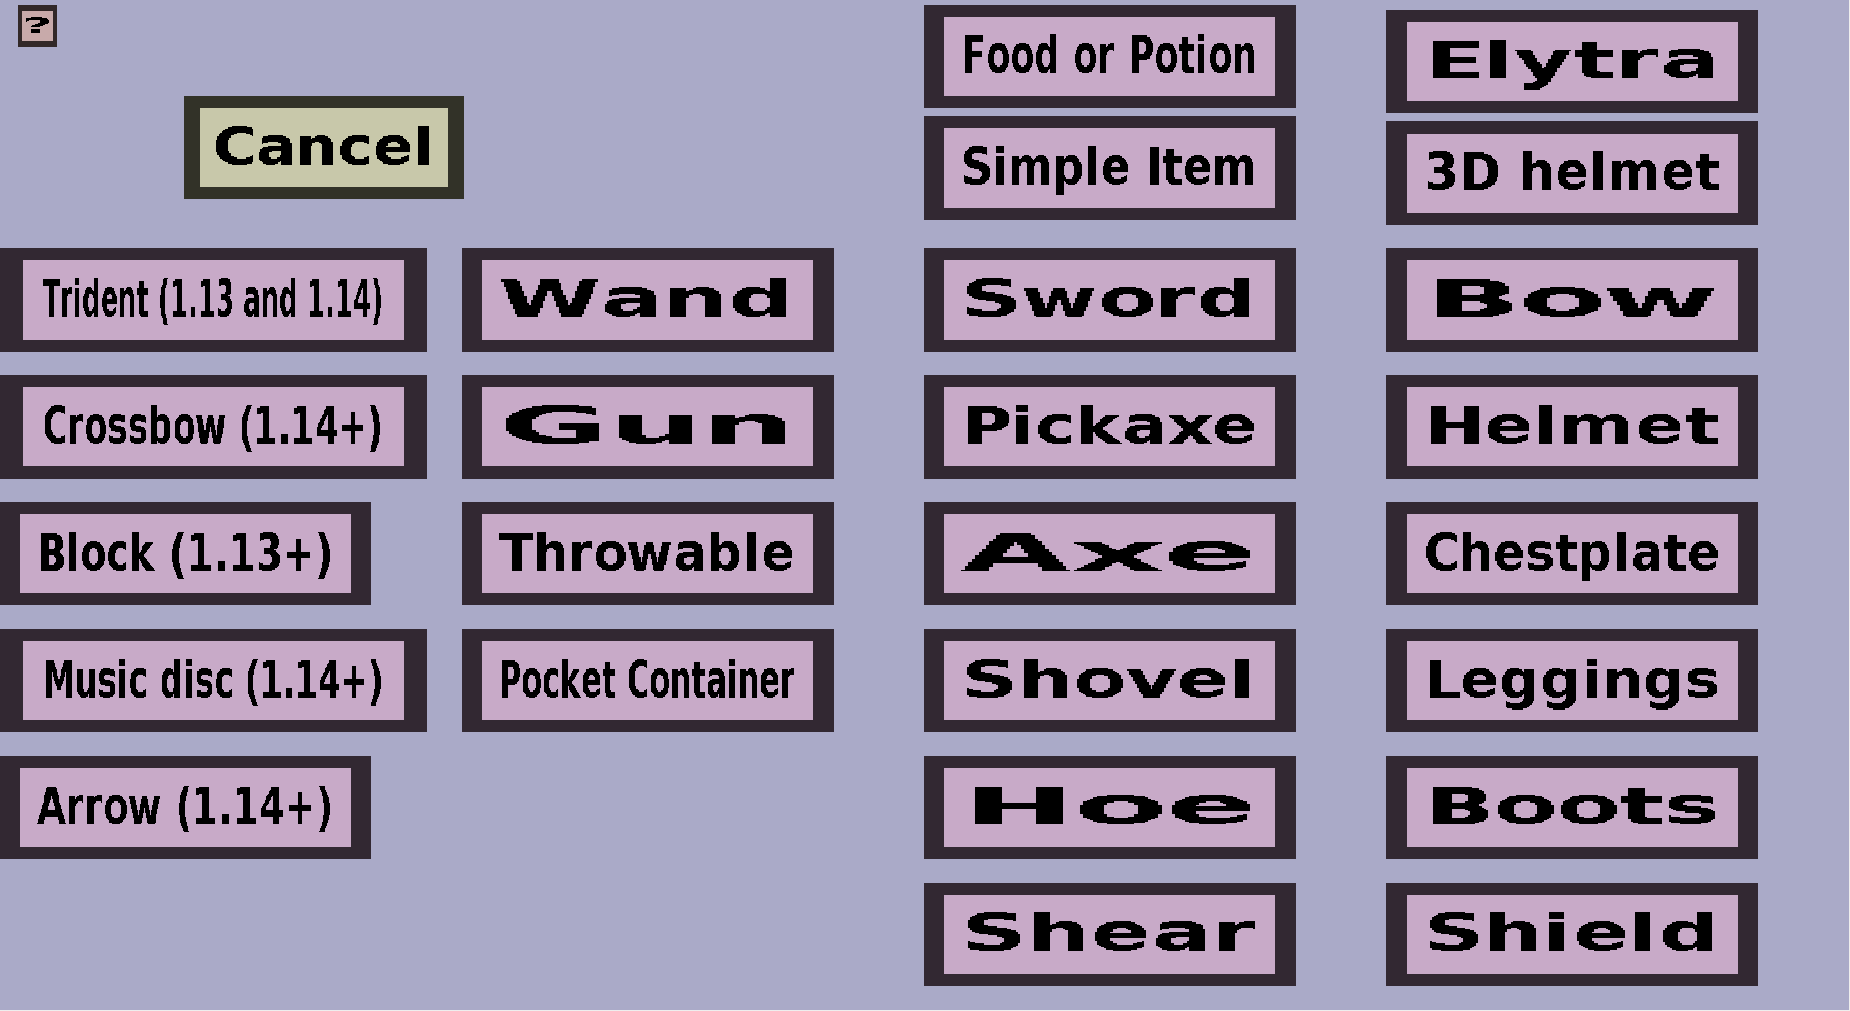 ?
Cancel
Food or Potion
Elytra
Simple Item
3D helmet
Trident (1.13 and 1.14)
Wand
Sword
Bow
Crossbow (1.14+)
Gun
Pickaxe
Helmet
Block (1.13+)
Throwable
Axe
Chestplate
Music disc (1.14+)
Pocket Container
Shovel
Leggings
Arrow (1.14+)
Hoe
Boots
Shear
Shield